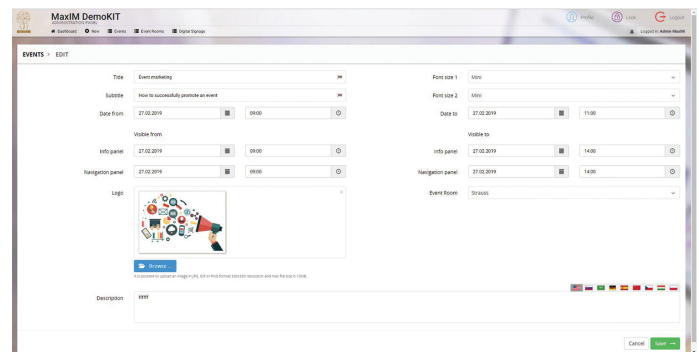 MaxIM DemoKIT
ADMINISTRATION PANEL
Profile
Lock
Logout
Dashboard New Events Event Rooms Digital Signage
Logged in Admin MaxIM
EVENTS > EDIT
Title Event marketing Font size 1 Mini
Subtitle How to successfully promote an event Font size 2 Mini
Date from 27.02.2019 09:00 Date to 27.02.2019 11:00
Visible from Visible to
Info panel 27.02.2019 09:00 Info panel 27.02.2019 14:00
Navigation panel 27.02.2019 09:00 Navigation panel 27.02.2019 14:00
Logo Event Room Strauss
Browse...
Description
Cancel Save